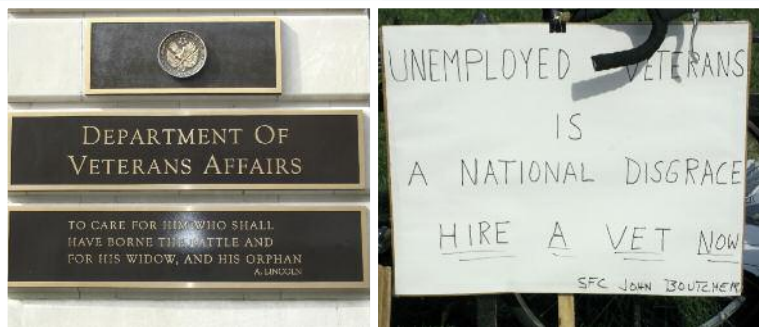 DEPARTMENT OF
VETERANS AFFAIRS
TO CARE FOR HIM WHO SHALL
HAVE BORNE THE BATTLE AND
FOR HIS WIDOW, AND HIS ORPHAN
A. LINCOLN
UNEMPLOYED VETERANS
IS
A NATIONAL DISGRACE
HIRE A VET NOW
SFC JOHN BOUTCHER